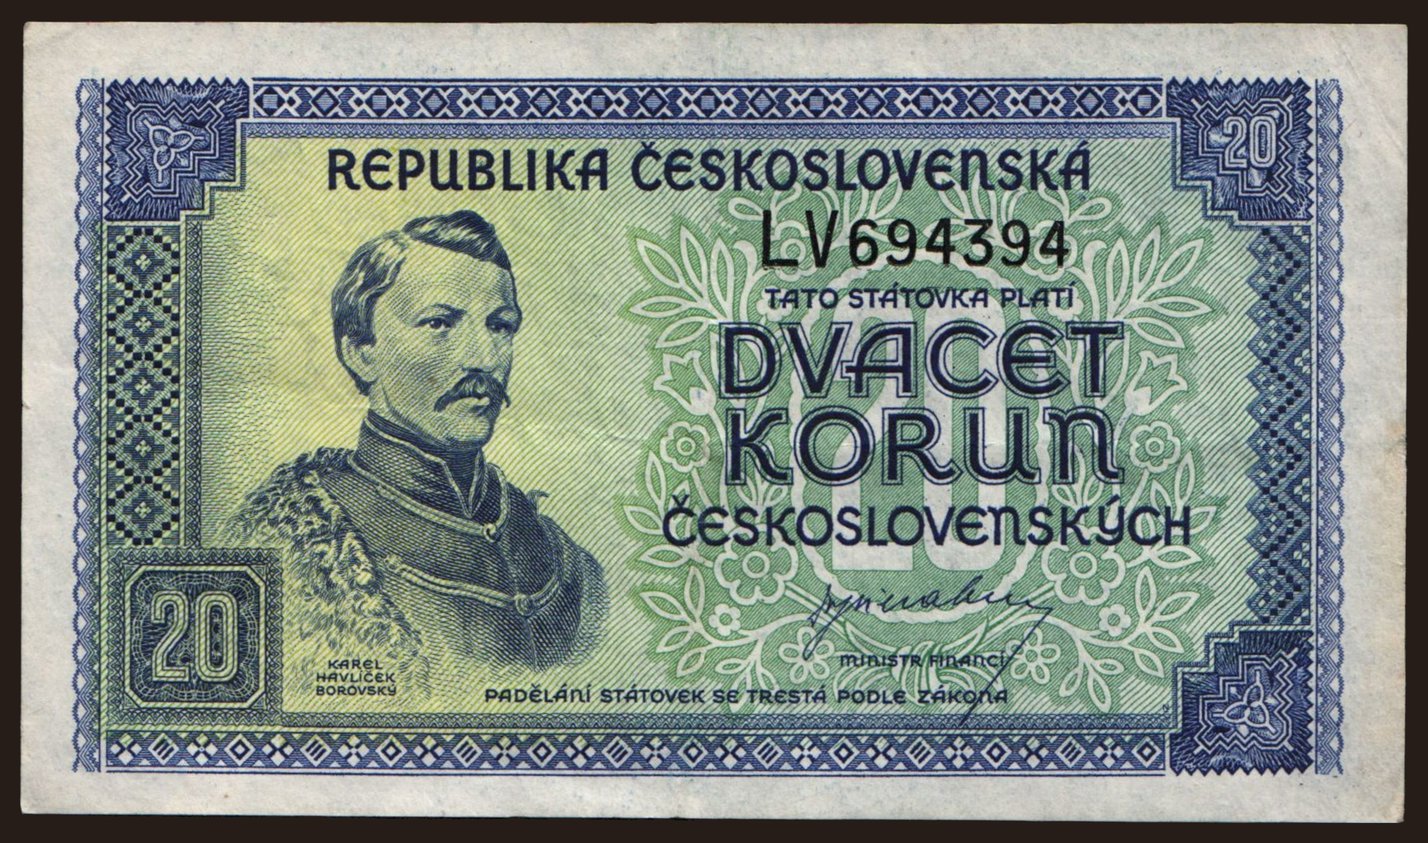 20
REPUBLIKA ČESKOSLOVENSKÁ
LV694394
TATO STÁTOVKA PLATÍ
DVACET
KORUN
ČESKOSLOVENSKÝCH
20
20
MINISTR FINANCÍ
KAREL
HAVLÍČEK
BOROVSKÝ
PADĚLÁNÍ STÁTOVEK SE TRESTÁ PODLE ZÁKONA